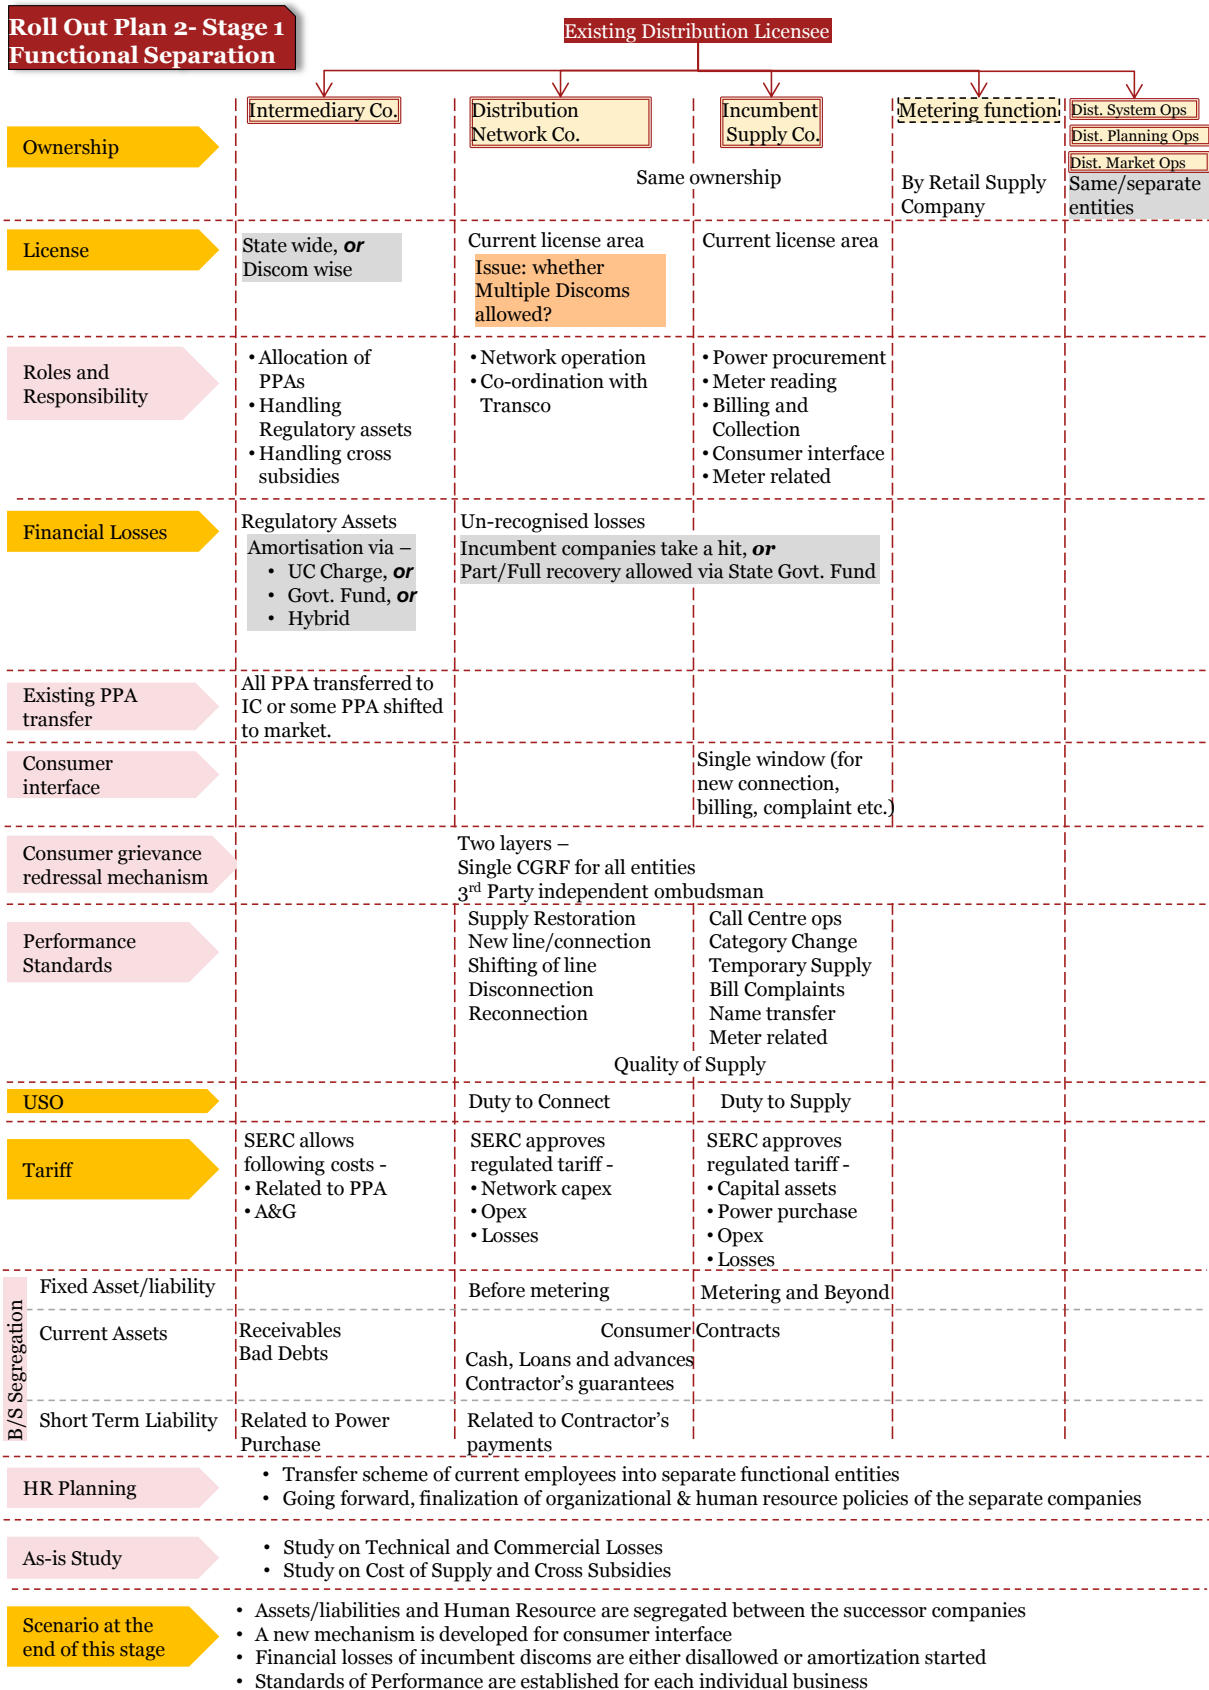 Roll Out Plan 2- Stage 1
Functional Separation
Existing Distribution Licensee
Intermediary Co.
Distribution
Network Co.
Incumbent
Supply Co.
Metering function
Dist. System Ops
Dist. Planning Ops
Dist. Market Ops
Ownership
Same ownership
By Retail Supply
Company
Same/separate
entities
License
State wide, or
Discom wise
Current license area
Issue: whether
Multiple Discoms
allowed?
Current license area
Roles and
Responsibility
• Allocation of
PPAs
• Handling
Regulatory assets
• Handling cross
subsidies
• Network operation
• Co-ordination with
Transco
• Power procurement
• Meter reading
• Billing and
Collection
• Consumer interface
• Meter related
Financial Losses
Regulatory Assets
Amortisation via –
• UC Charge, or
• Govt. Fund, or
• Hybrid
Un-recognised losses
Incumbent companies take a hit, or
Part/Full recovery allowed via State Govt. Fund
Existing PPA
transfer
All PPA transferred to
IC or some PPA shifted
to market.
Consumer
interface
Single window (for
new connection,
billing, complaint etc.)
Consumer grievance
redressal mechanism
Two layers –
Single CGRF for all entities
3rd Party independent ombudsman
Performance
Standards
Supply Restoration
New line/connection
Shifting of line
Disconnection
Reconnection
Call Centre ops
Category Change
Temporary Supply
Bill Complaints
Name transfer
Meter related
Quality of Supply
USO
Duty to Connect
Duty to Supply
Tariff
SERC allows
following costs -
• Related to PPA
• A&G
SERC approves
regulated tariff -
• Network capex
• Opex
• Losses
SERC approves
regulated tariff -
• Capital assets
• Power purchase
• Opex
• Losses
B/S Segregation
Fixed Asset/liability
Before metering
Metering and Beyond
Current Assets
Receivables
Bad Debts
Consumer Contracts
Cash, Loans and advances
Contractor's guarantees
Short Term Liability
Related to Power
Purchase
Related to Contractor's
payments
HR Planning
• Transfer scheme of current employees into separate functional entities
• Going forward, finalization of organizational & human resource policies of the separate companies
As-is Study
• Study on Technical and Commercial Losses
• Study on Cost of Supply and Cross Subsidies
Scenario at the
end of this stage
• Assets/liabilities and Human Resource are segregated between the successor companies
• A new mechanism is developed for consumer interface
• Financial losses of incumbent discoms are either disallowed or amortization started
• Standards of Performance are established for each individual business